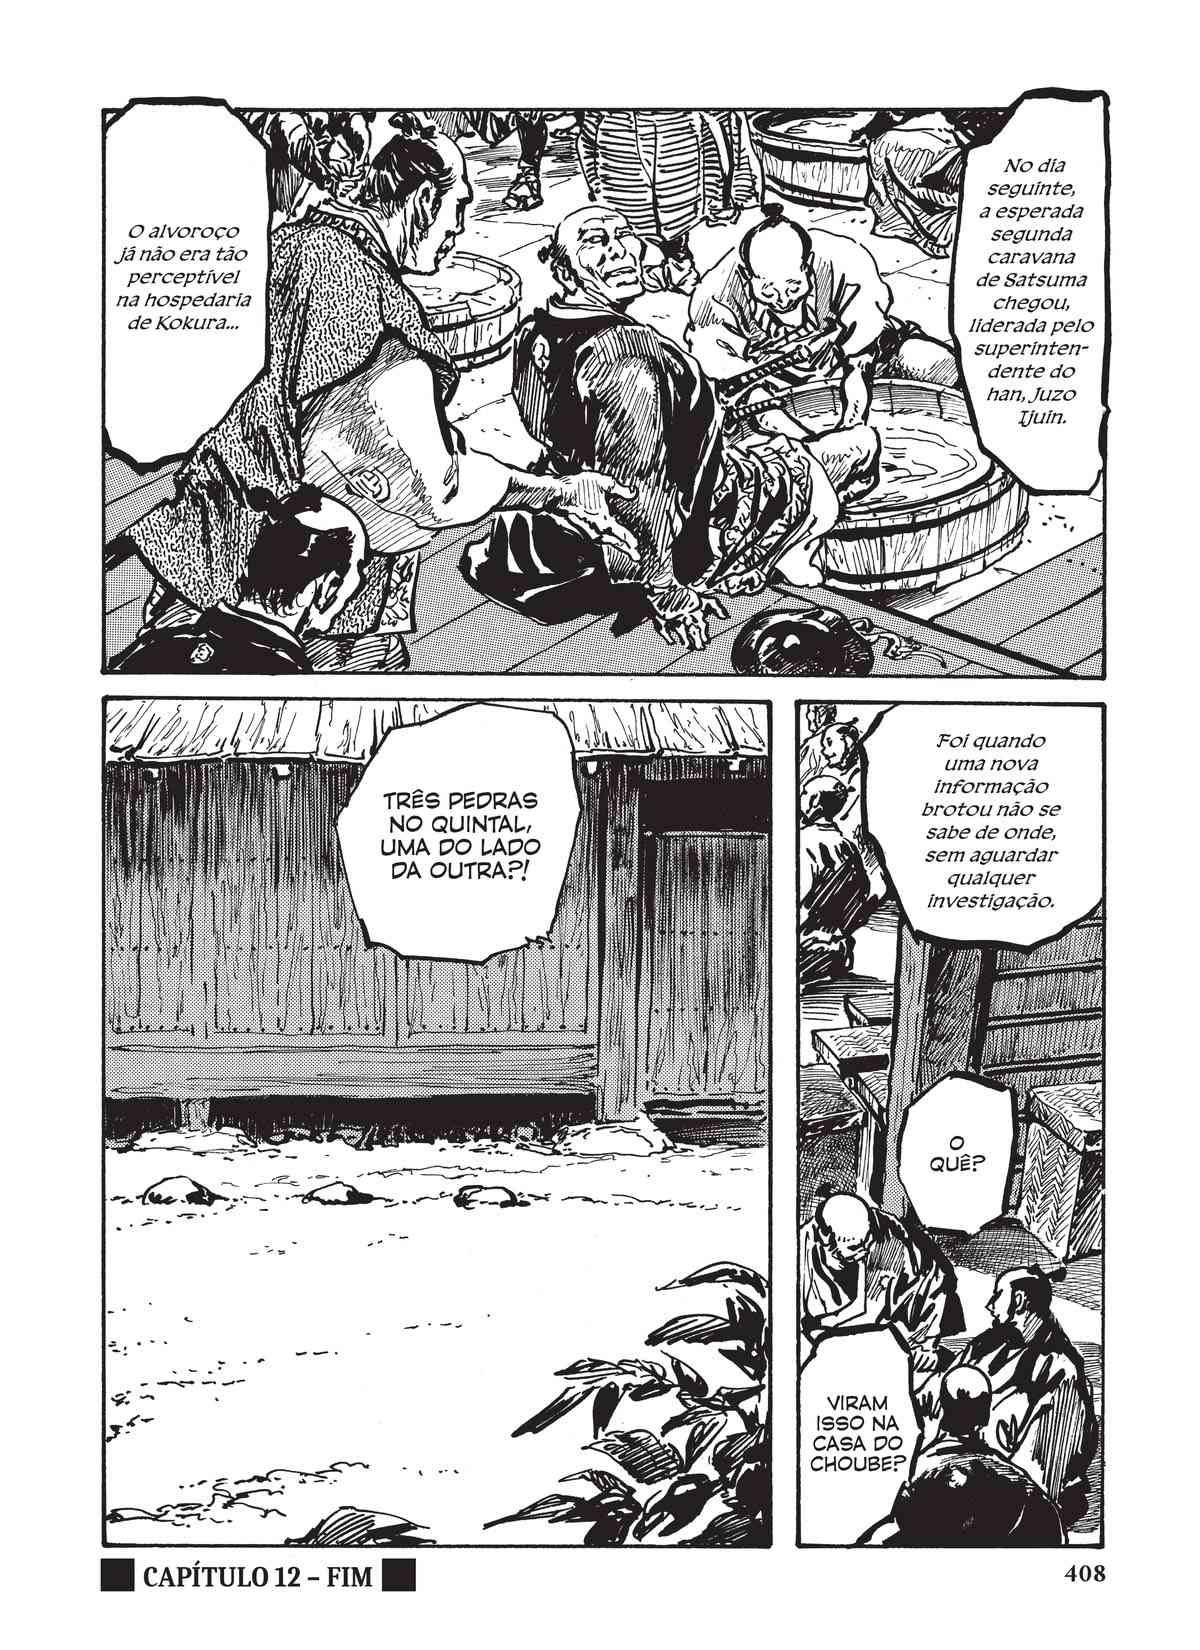 No dia
seguinte,
a esperada
segunda
caravana
de Satsuma
chegou,
liderada pelo
superinten-
dente do
han, Juzo
Ijuin.
O alvoroço
já não era tão
perceptível
na hospedaria
de Kokura...
Foi quando
uma nova
informação
brotou não se
sabe de onde,
sem aguardar
qualquer
investigação.
O
QUÊ?
VIRAM
ISSO NA
CASA DO
CHOUBE?
TRÊS PEDRAS
NO QUINTAL,
UMA DO LADO
DA OUTRA?!
CAPÍTULO 12 – FIM
408